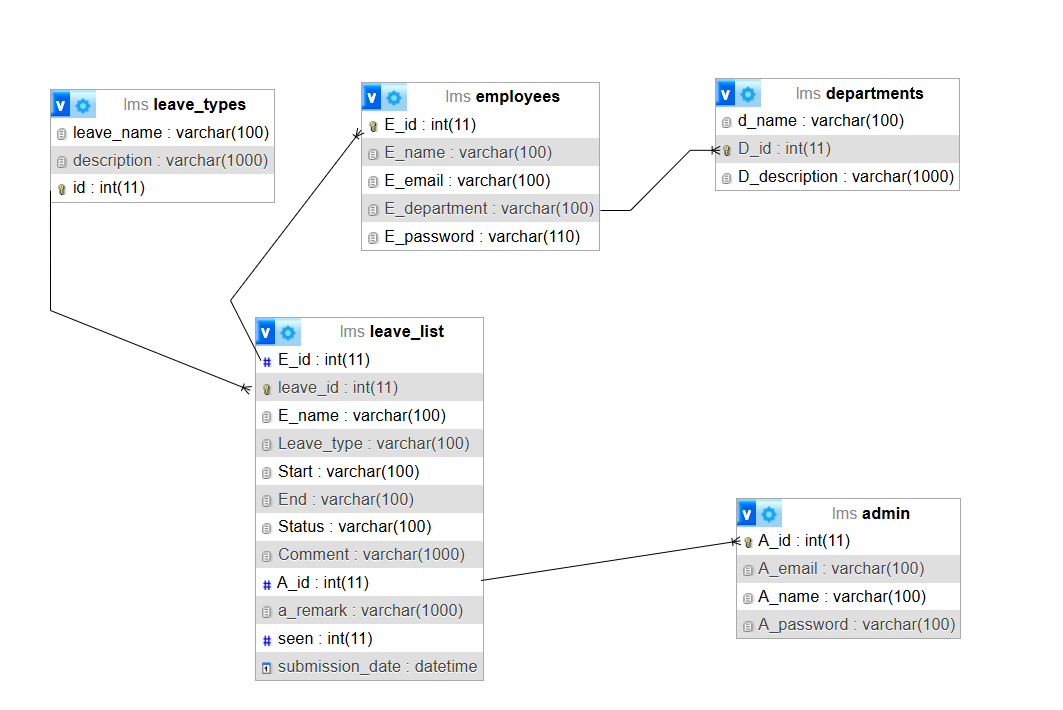 v lms leave_types
leave_name : varchar(100)
description : varchar(1000)
id : int(11)
v lms employees
E_id : int(11)
E_name : varchar(100)
E_email : varchar(100)
E_department : varchar(100)
E_password : varchar(110)
v lms departments
d_name : varchar(100)
D_id : int(11)
D_description : varchar(1000)
v lms leave_list
# E_id : int(11)
leave_id : int(11)
E_name : varchar(100)
Leave_type : varchar(100)
Start : varchar(100)
End : varchar(100)
Status : varchar(100)
Comment : varchar(1000)
# A_id : int(11)
a_remark : varchar(1000)
# seen : int(11)
1 submission_date : datetime
v lms admin
A_id : int(11)
A_email : varchar(100)
A_name : varchar(100)
A_password : varchar(100)